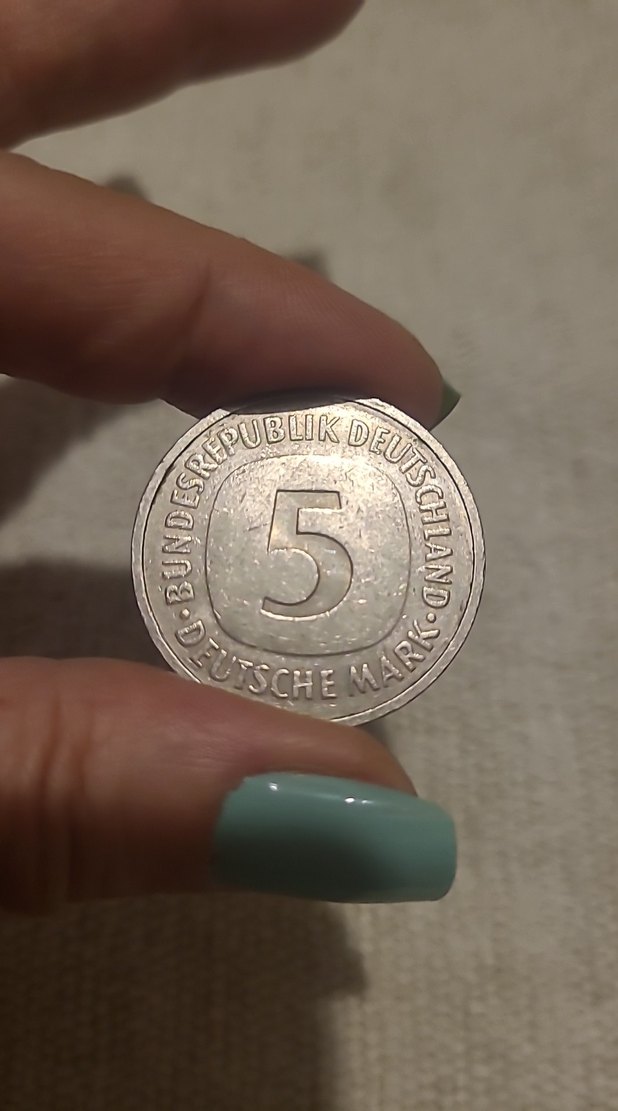 BUNDESREPUBLIK DEUTSCHLAND
5
· DEUTSCHE MARK ·